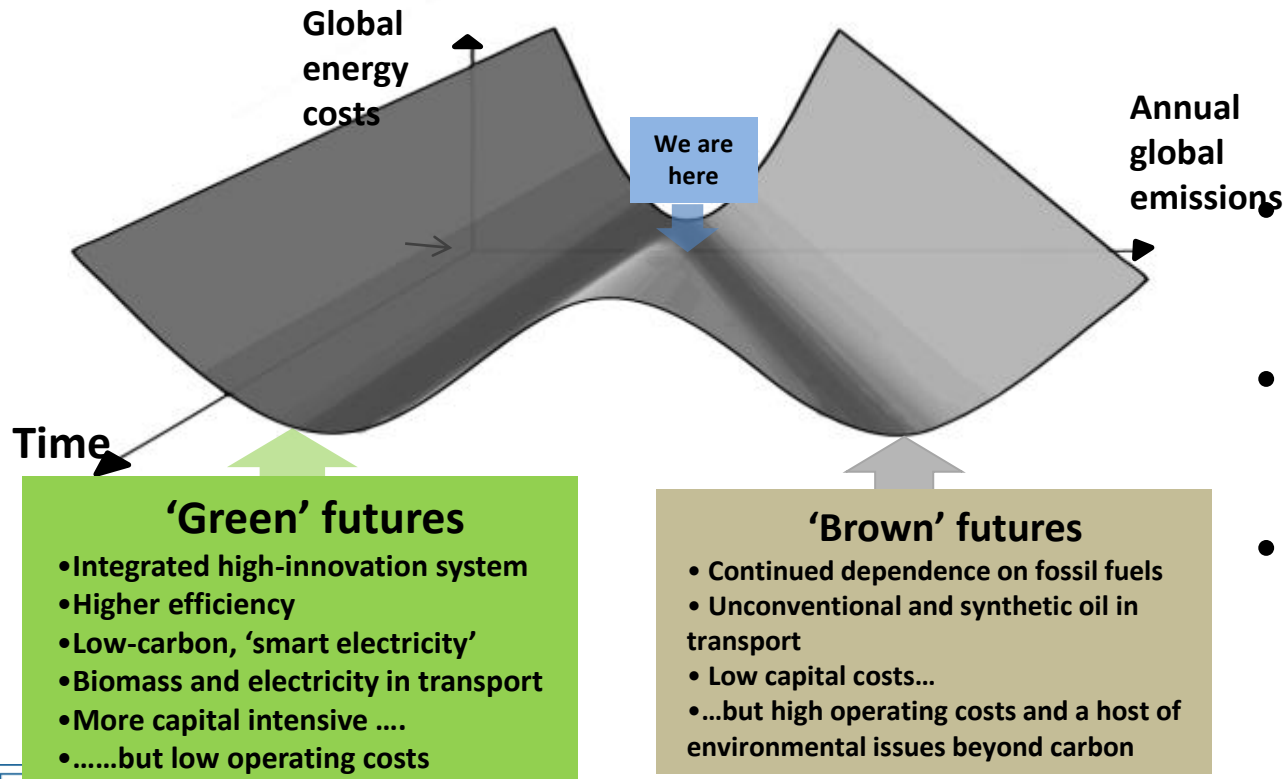 Global
energy
costs
We are
here
Annual
global
emissions
•
•
•
Time
‘Green’ futures
•Integrated high-innovation system
•Higher efficiency
•Low-carbon, ‘smart electricity’
•Biomass and electricity in transport
•More capital intensive ….
•……but low operating costs
‘Brown’ futures
• Continued dependence on fossil fuels
• Unconventional and synthetic oil in
transport
• Low capital costs…
•…but high operating costs and a host of
environmental issues beyond carbon